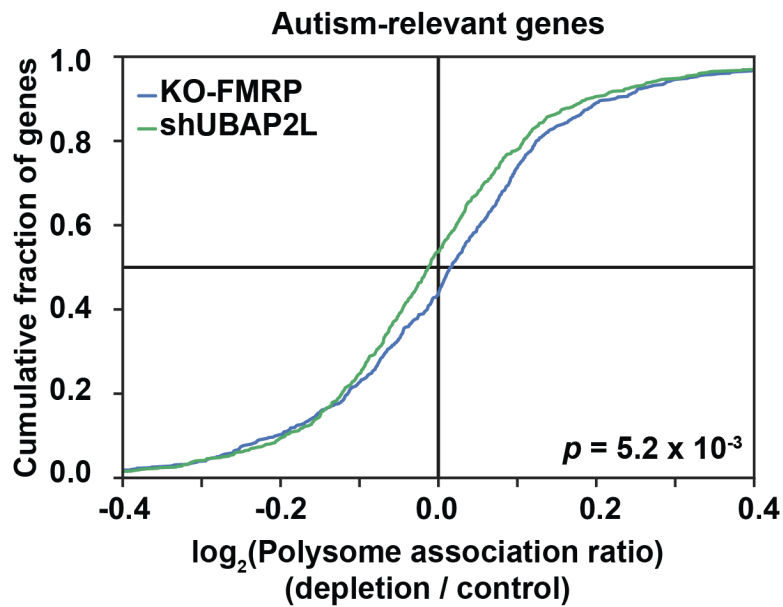 Autism-relevant genes
KO-FMRP
shUBAP2L
Cumulative fraction of genes
1.0
0.8
0.6
0.4
0.2
0.0
p = 5.2 x 10⁻³
-0.4 -0.2 0.0 0.2 0.4
log₂(Polysome association ratio)
(depletion / control)